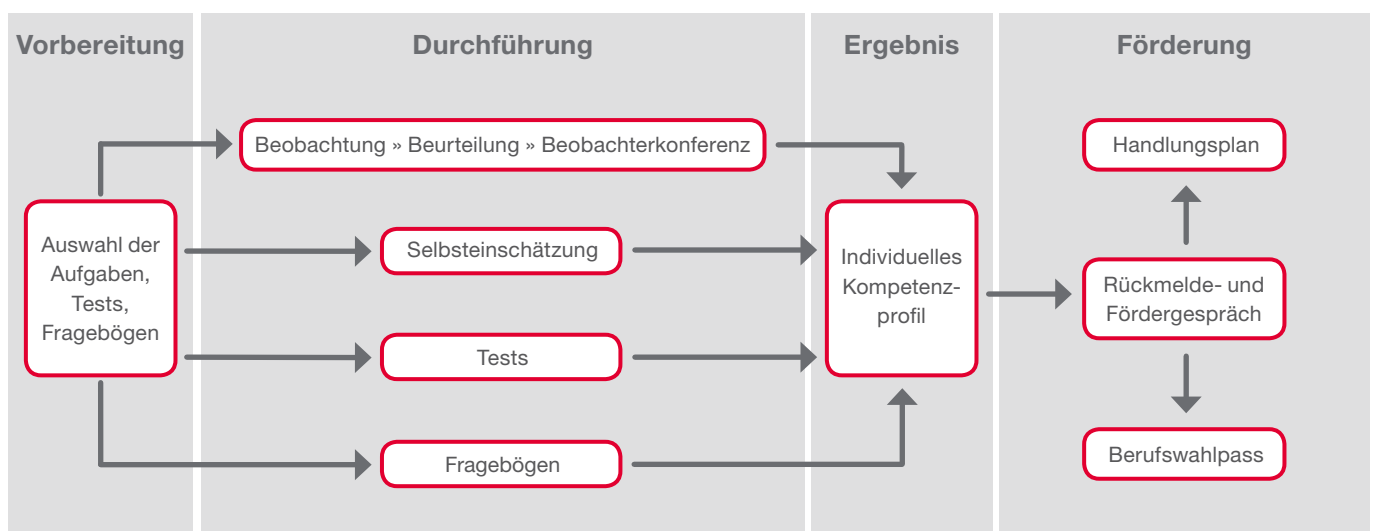 Vorbereitung
Durchführung
Ergebnis
Förderung
Beobachtung » Beurteilung » Beobachterkonferenz
Handlungsplan
Auswahl der
Aufgaben,
Tests,
Fragebögen
Selbsteinschätzung
Individuelles
Kompetenz-
profil
Rückmelde- und
Fördergespräch
Tests
Fragebögen
Berufswahlpass